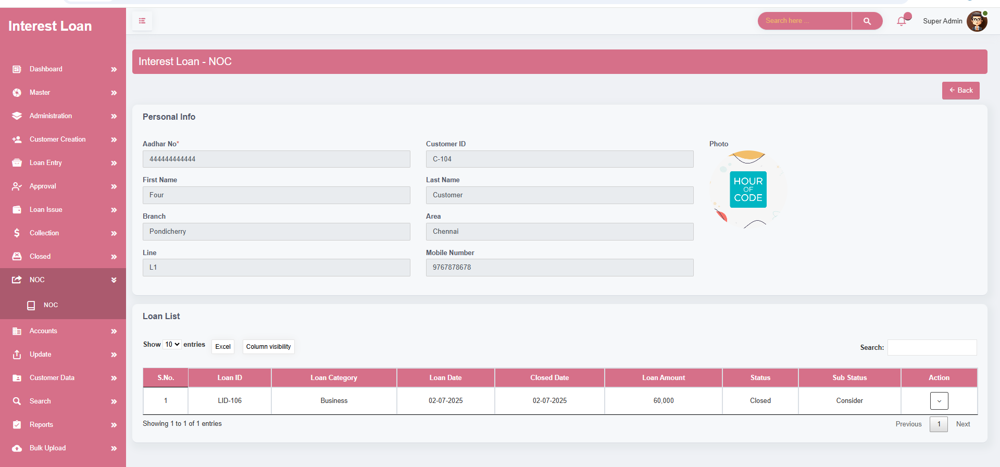 Interest Loan
Search here ...
Super Admin
Dashboard
Master
Administration
Customer Creation
Loan Entry
Approval
Loan Issue
Collection
Closed
NOC
NOC
Accounts
Update
Customer Data
Search
Reports
Bulk Upload
Interest Loan - NOC
Back
Personal Info
Aadhar No*
444444444444
Customer ID
C-104
Photo
HOUR
OF
CODE
First Name
Four
Last Name
Customer
Branch
Pondicherry
Area
Chennai
Line
L1
Mobile Number
9767878678
Loan List
Show 10 entries
Excel
Column visibility
Search:
S.No. Loan ID Loan Category Loan Date Closed Date Loan Amount Status Sub Status Action
1 LID-106 Business 02-07-2025 02-07-2025 60,000 Closed Consider
Showing 1 to 1 of 1 entries
Previous 1 Next